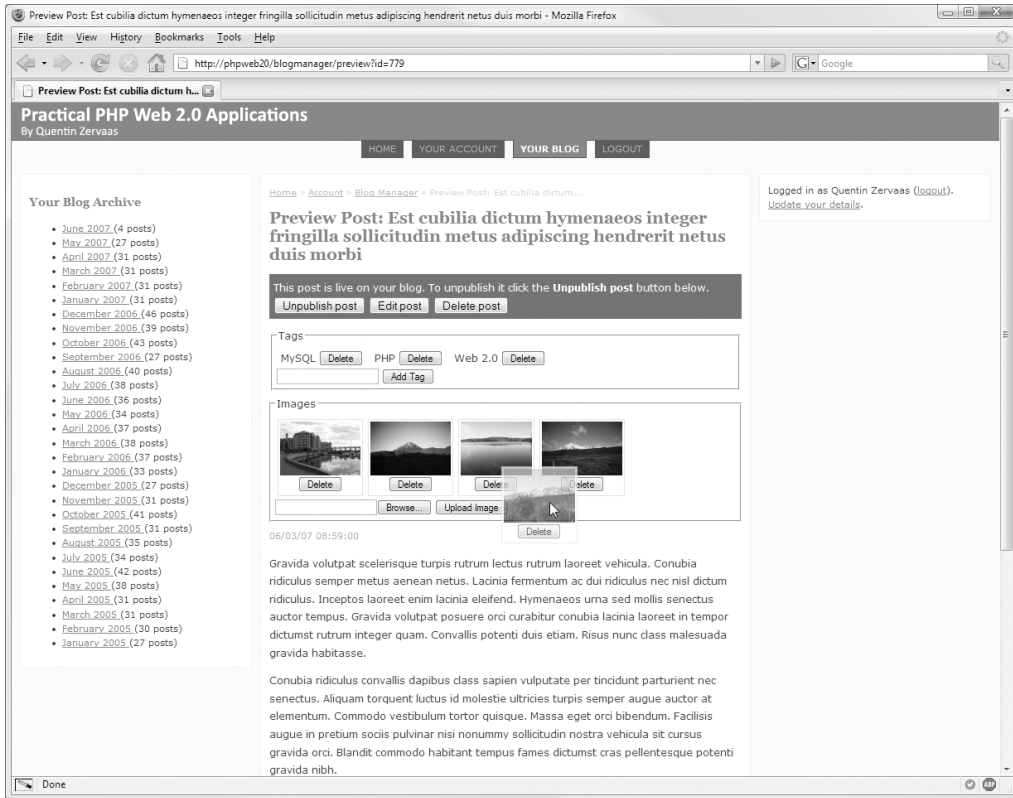 Preview Post: Est cubilia dictum hymenaeos integer fringilla sollicitudin metus adipiscing hendrerit netus duis morbi - Mozilla Firefox
File Edit View History Bookmarks Tools Help
http://phpweb20/blogmanager/preview?id=779
G Google
Preview Post: Est cubilia dictum h...
Practical PHP Web 2.0 Applications
By Quentin Zervaas
HOME YOUR ACCOUNT YOUR BLOG LOGOUT
Your Blog Archive
June 2007 (4 posts)
May 2007 (27 posts)
April 2007 (31 posts)
March 2007 (31 posts)
February 2007 (31 posts)
January 2007 (31 posts)
December 2006 (46 posts)
November 2006 (39 posts)
October 2006 (43 posts)
September 2006 (27 posts)
August 2006 (40 posts)
July 2006 (38 posts)
June 2006 (36 posts)
May 2006 (34 posts)
April 2006 (37 posts)
March 2006 (38 posts)
February 2006 (37 posts)
January 2006 (33 posts)
December 2005 (27 posts)
November 2005 (31 posts)
October 2005 (41 posts)
September 2005 (31 posts)
August 2005 (35 posts)
July 2005 (34 posts)
June 2005 (42 posts)
May 2005 (38 posts)
April 2005 (31 posts)
March 2005 (31 posts)
February 2005 (30 posts)
January 2005 (27 posts)
Home » Account » Blog Manager » Preview Post: Est cubilia dictum...
Preview Post: Est cubilia dictum hymenaeos integer
fringilla sollicitudin metus adipiscing hendrerit netus
duis morbi
This post is live on your blog. To unpublish it click the Unpublish post button below.
Unpublish post Edit post Delete post
Tags
MySQL Delete PHP Delete Web 2.0 Delete
Add Tag
Images
Delete Delete Delete Delete
Browse... Upload Image
Delete
06/03/07 08:59:00
Gravida volutpat scelerisque turpis rutrum lectus rutrum laoreet vehicula. Conubia
ridiculus semper metus aenean netus. Lacinia fermentum ac dui ridiculus nec nisl dictum
ridiculus. Inceptos laoreet enim lacinia eleifend. Hymenaeos urna sed mollis senectus
auctor tempus. Gravida volutpat posuere orci curabitur conubia lacinia laoreet in tempor
dictumst rutrum integer quam. Convallis potenti duis etiam. Risus nunc class malesuada
gravida habitasse.
Conubia ridiculus convallis dapibus class sapien vulputate per tincidunt parturient nec
senectus. Aliquam torquent luctus id molestie ultricies turpis semper augue auctor at
elementum. Commodo vestibulum tortor quisque. Massa eget orci bibendum. Facilisis
augue in pretium sociis pulvinar nisi nonummy sollicitudin nostra vehicula sit cursus
gravida orci. Blandit commodo habitant tempus fames dictumst cras pellentesque potenti
gravida nibh.
Logged in as Quentin Zervaas (logout).
Update your details.
Done
ABP